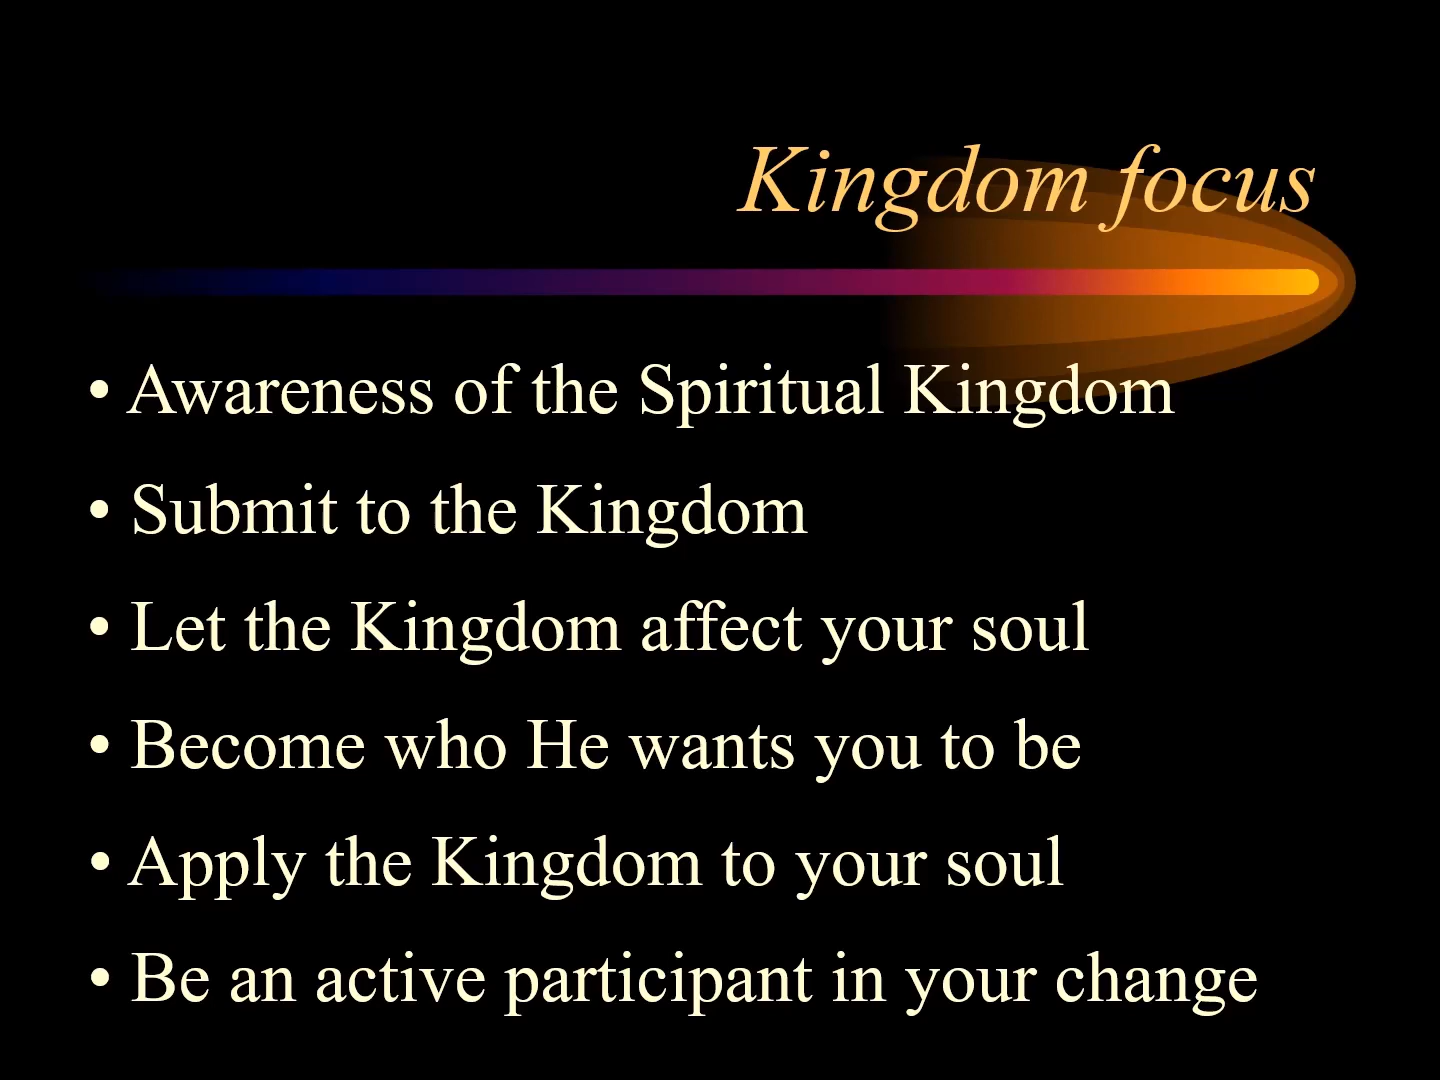 Kingdom focus
• Awareness of the Spiritual Kingdom
• Submit to the Kingdom
• Let the Kingdom affect your soul
• Become who He wants you to be
• Apply the Kingdom to your soul
• Be an active participant in your change